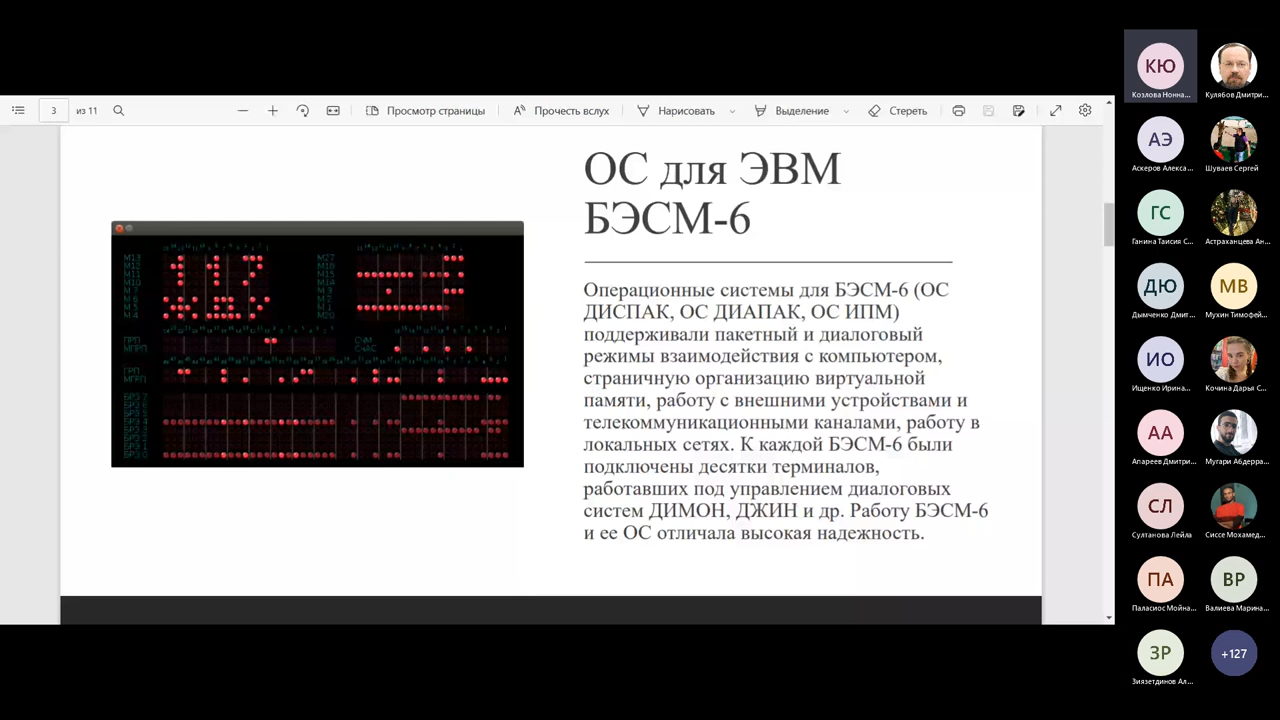 3
из 11
Просмотр страницы
Прочесть вслух
Нарисовать
Выделение
Стереть
ОС для ЭВМ
БЭСМ-6
Операционные системы для БЭСМ-6 (ОС
ДИСПАК, ОС ДИАПАК, ОС ИПМ)
поддерживали пакетный и диалоговый
режимы взаимодействия с компьютером,
страничную организацию виртуальной
памяти, работу с внешними устройствами и
телекоммуникационными каналами, работу в
локальных сетях. К каждой БЭСМ-6 были
подключены десятки терминалов,
работавших под управлением диалоговых
систем ДИМОН, ДЖИН и др. Работу БЭСМ-6
и ее ОС отличала высокая надежность.
КЮ
Козлова Нонна...
Кулябов Дмитри...
АЭ
Аскеров Алекса...
Шуваев Сергей
ГС
Ганина Таисия С...
Астраханцева Ан...
ДЮ
Дымченко Дмит...
МВ
Мухин Тимофей...
ИО
Ищенко Ирина...
Кочина Дарья С...
АА
Апареев Дмитри...
Мугари Абдерра...
СЛ
Султанова Лейла
Сиссе Мохамед...
ПА
Паласиос Мойна...
ВР
Валиева Марина...
ЗР
Зиязетдинов Ал...
+127